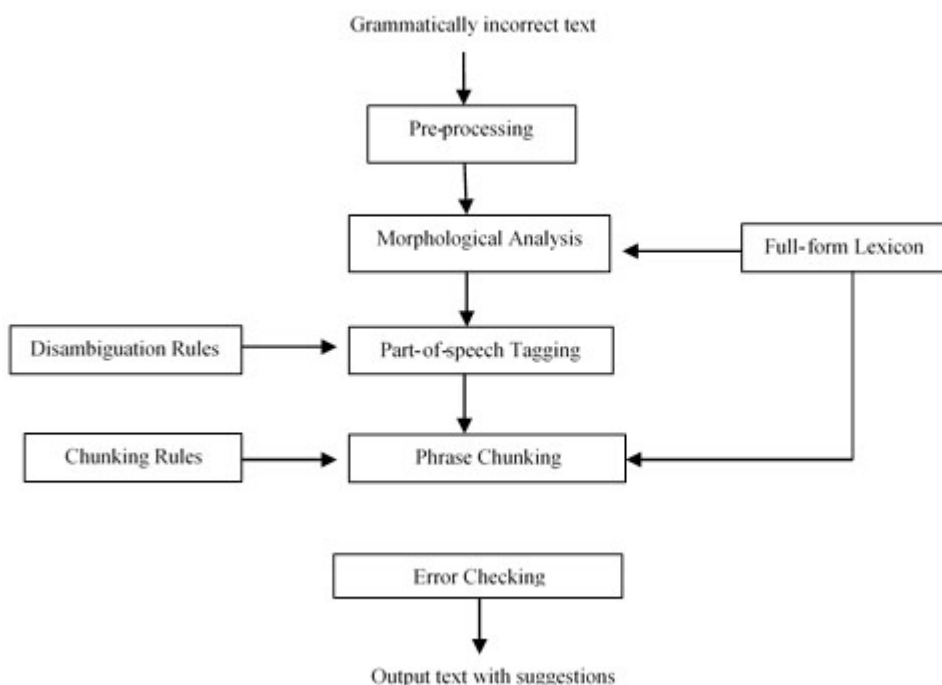 Grammatically incorrect text
Pre-processing
Morphological Analysis
Full-form Lexicon
Disambiguation Rules
Part-of-speech Tagging
Chunking Rules
Phrase Chunking
Error Checking
Output text with suggestions